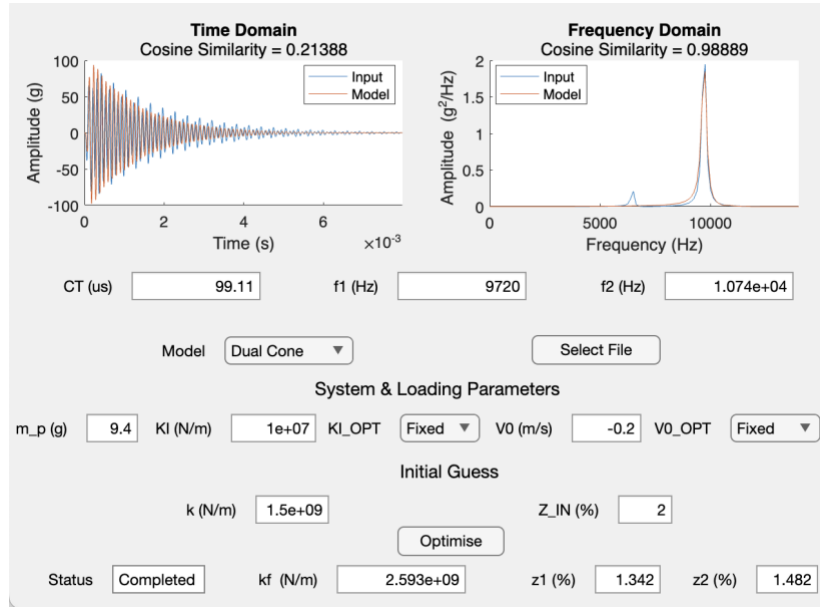 Time Domain
Cosine Similarity = 0.21388
Input
Model
Amplitude (g)
100
50
0
-50
-100
0
2
4
6
×10-3
Time (s)
Frequency Domain
Cosine Similarity = 0.98889
Input
Model
Amplitude (g²/Hz)
2
1.5
1
0.5
0
0
5000
10000
Frequency (Hz)
CT (us) 99.11 f1 (Hz) 9720 f2 (Hz) 1.074e+04
Model Dual Cone Select File
System & Loading Parameters
m_p (g) 9.4 KI (N/m) 1e+07 KI_OPT Fixed V0 (m/s) -0.2 V0_OPT Fixed
Initial Guess
k (N/m) 1.5e+09 Z_IN (%) 2
Optimise
Status Completed kf (N/m) 2.593e+09 z1 (%) 1.342 z2 (%) 1.482